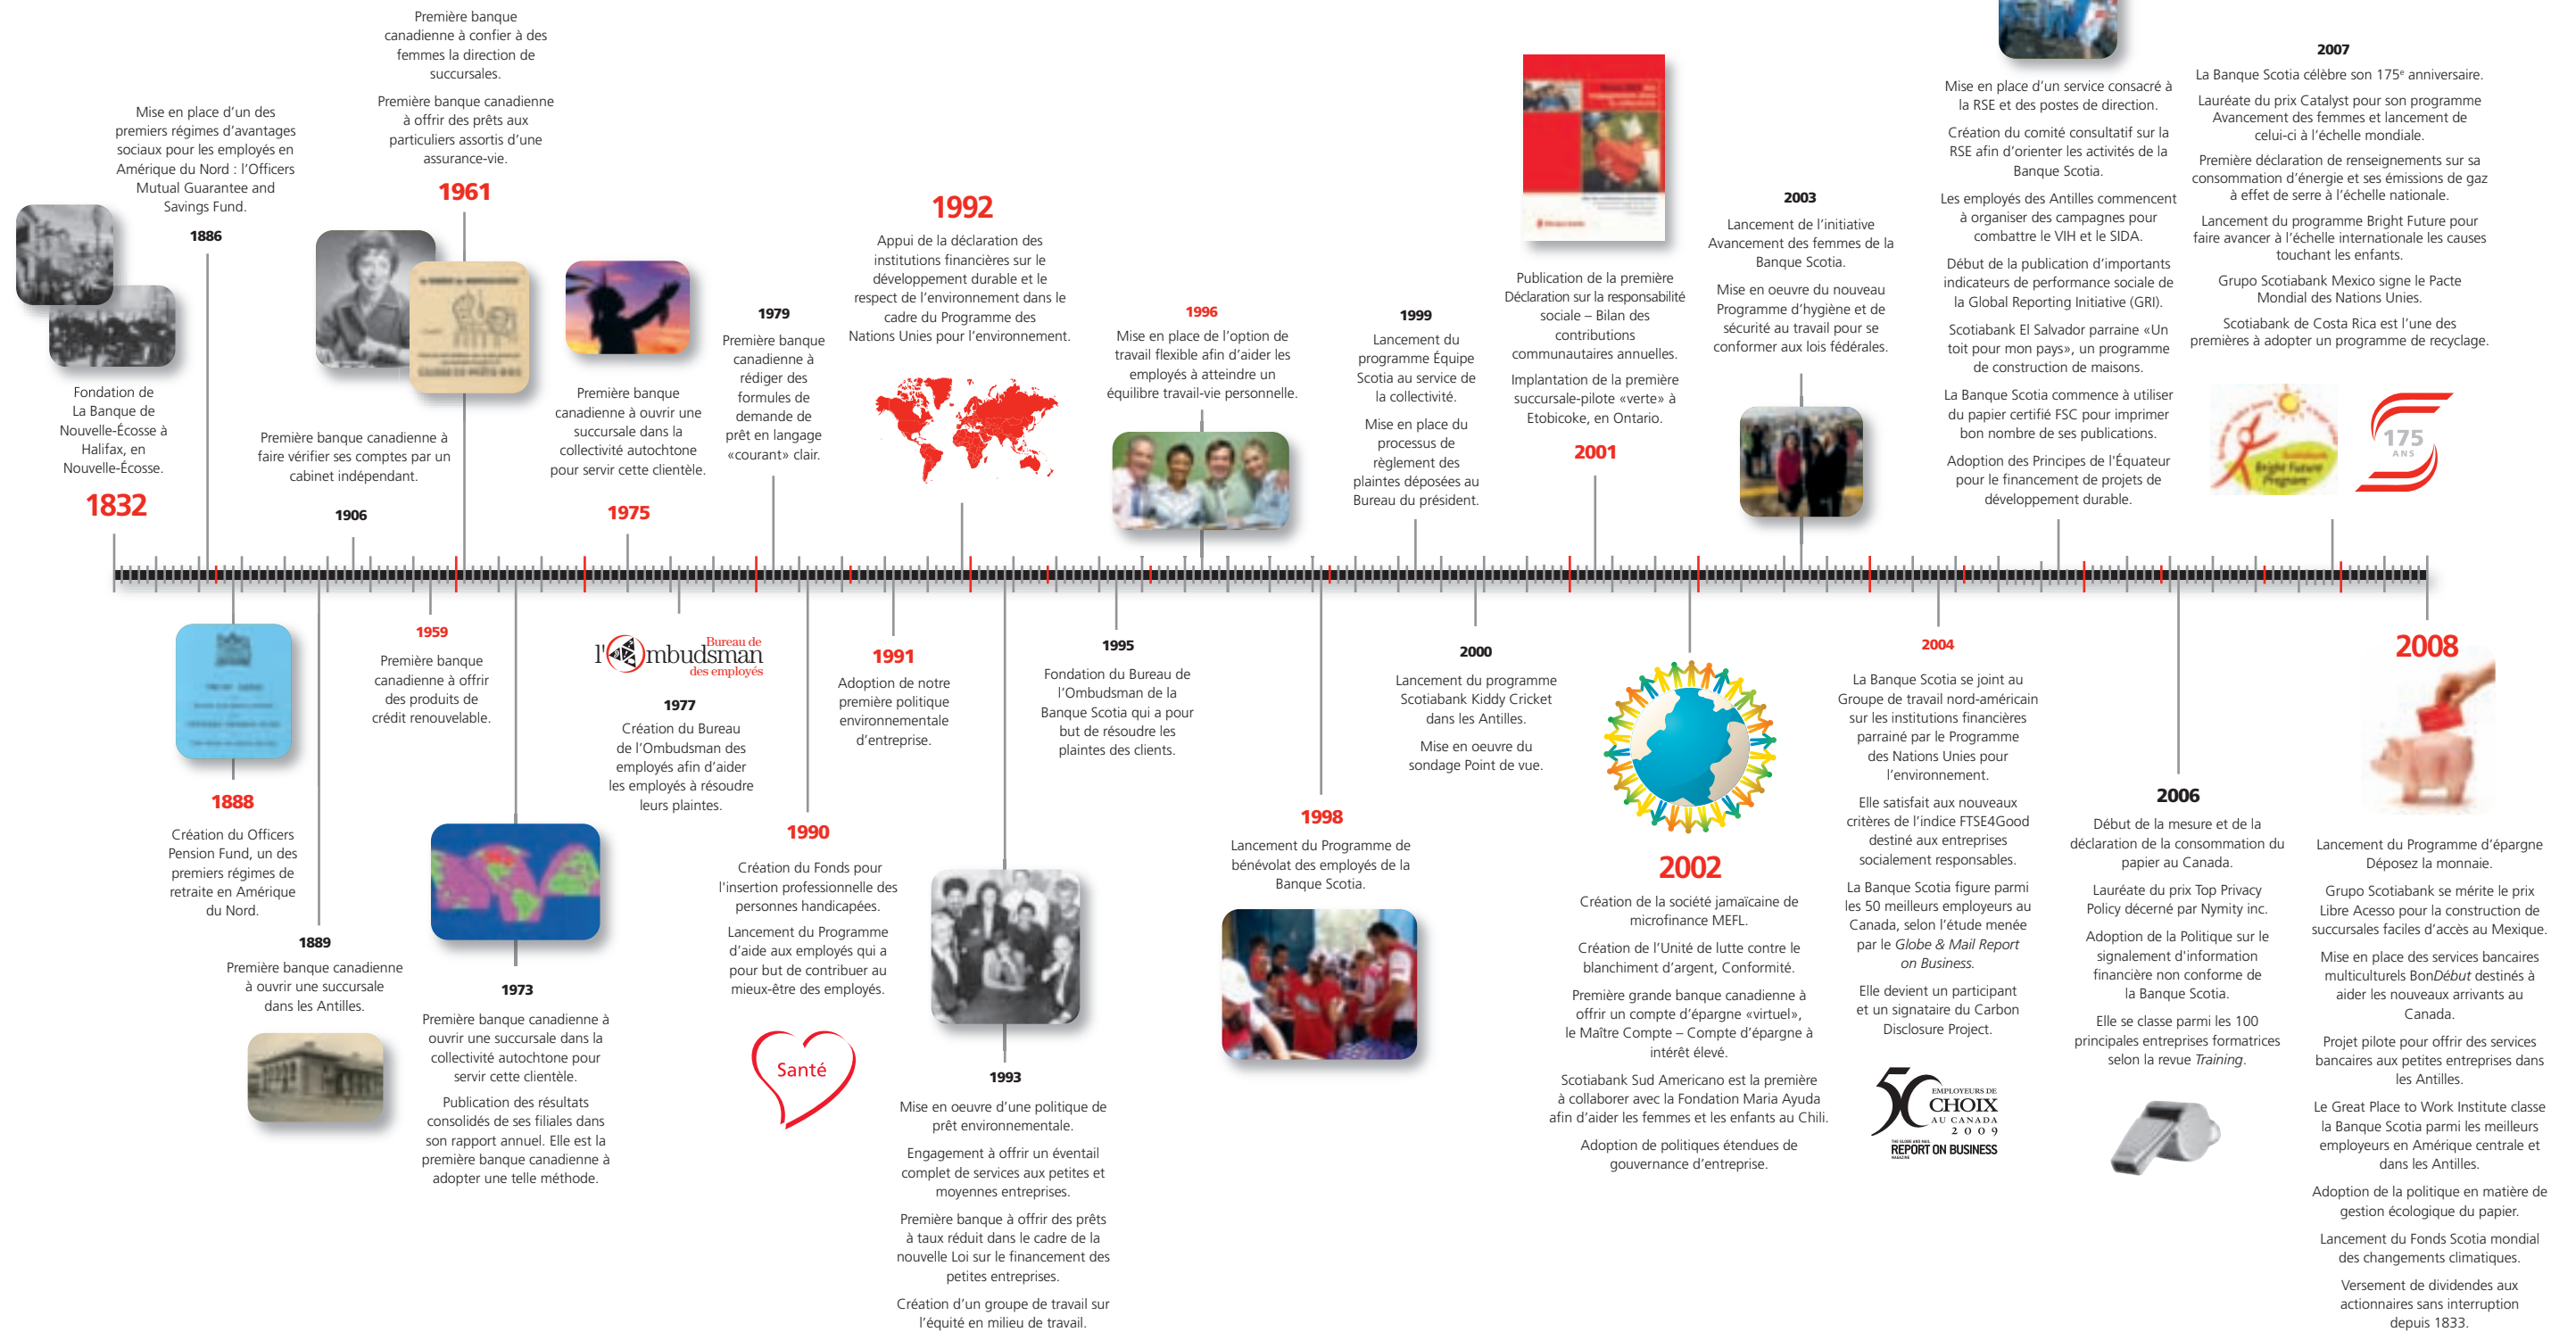 Première banque
canadienne à confier à des
femmes la direction de
succursales.
Première banque canadienne
à offrir des prêts aux
particuliers assortis d'une
assurance-vie.
1961
Mise en place d'un des
premiers régimes d'avantages
sociaux pour les employés en
Amérique du Nord : l'Officers
Mutual Guarantee and
Savings Fund.
1886
Fondation de
La Banque de
Nouvelle-Écosse à
Halifax, en
Nouvelle-Écosse.
1832
Première banque canadienne à
faire vérifier ses comptes par un
cabinet indépendant.
1906
Première banque
canadienne à ouvrir une
succursale dans la
collectivité autochtone
pour servir cette clientèle.
1975
1979
Première banque
canadienne à
rédiger des
formules de
demande de
prêt en langage
«courant» clair.
1992
Appui de la déclaration des
institutions financières sur le
développement durable et le
respect de l'environnement dans le
cadre du Programme des
Nations Unies pour l'environnement.
1996
Mise en place de l'option de
travail flexible afin d'aider les
employés à atteindre un
équilibre travail-vie personnelle.
1999
Lancement du
programme Équipe
Scotia au service de
la collectivité.
Mise en place du
processus de
règlement des
plaintes déposées au
Bureau du président.
Publication de la première
Déclaration sur la responsabilité
sociale – Bilan des
contributions
communautaires annuelles.
Implantation de la première
succursale-pilote «verte» à
Etobicoke, en Ontario.
2001
2003
Lancement de l'initiative
Avancement des femmes de la
Banque Scotia.
Mise en oeuvre du nouveau
Programme d'hygiène et de
sécurité au travail pour se
conformer aux lois fédérales.
Mise en place d'un service consacré à
la RSE et des postes de direction.
Création du comité consultatif sur la
RSE afin d'orienter les activités de la
Banque Scotia.
Les employés des Antilles commencent
à organiser des campagnes pour
combattre le VIH et le SIDA.
Début de la publication d'importants
indicateurs de performance sociale de
la Global Reporting Initiative (GRI).
Scotiabank El Salvador parraine «Un
toit pour mon pays», un programme
de construction de maisons.
La Banque Scotia commence à utiliser
du papier certifié FSC pour imprimer
bon nombre de ses publications.
Adoption des Principes de l'Équateur
pour le financement de projets de
développement durable.
2007
La Banque Scotia célèbre son 175e anniversaire.
Lauréate du prix Catalyst pour son programme
Avancement des femmes et lancement de
celui-ci à l'échelle mondiale.
Première déclaration de renseignements sur sa
consommation d'énergie et ses émissions de gaz
à effet de serre à l'échelle nationale.
Lancement du programme Bright Future pour
faire avancer à l'échelle internationale les causes
touchant les enfants.
Grupo Scotiabank Mexico signe le Pacte
Mondial des Nations Unies.
Scotiabank de Costa Rica est l'une des
premières à adopter un programme de recyclage.
Bright Future
Program
175
ANS
1888
Création du Officers
Pension Fund, un des
premiers régimes de
retraite en Amérique
du Nord.
1889
Première banque canadienne
à ouvrir une succursale
dans les Antilles.
1959
Première banque
canadienne à offrir
des produits de
crédit renouvelable.
1973
Première banque canadienne à
ouvrir une succursale dans la
collectivité autochtone pour
servir cette clientèle.
Publication des résultats
consolidés de ses filiales dans
son rapport annuel. Elle est la
première banque canadienne à
adopter une telle méthode.
Bureau de
l'Ombudsman
des employés
1977
Création du Bureau
de l'Ombudsman des
employés afin d'aider
les employés à résoudre
leurs plaintes.
1990
Création du Fonds pour
l'insertion professionnelle des
personnes handicapées.
Lancement du Programme
d'aide aux employés qui a
pour but de contribuer au
mieux-être des employés.
Santé
1991
Adoption de notre
première politique
environnementale
d'entreprise.
1993
Mise en oeuvre d'une politique de
prêt environnementale.
Engagement à offrir un éventail
complet de services aux petites et
moyennes entreprises.
Première banque à offrir des prêts
à taux réduit dans le cadre de la
nouvelle Loi sur le financement des
petites entreprises.
Création d'un groupe de travail sur
l'équité en milieu de travail.
1995
Fondation du Bureau de
l'Ombudsman de la
Banque Scotia qui a pour
but de résoudre les
plaintes des clients.
1998
Lancement du Programme de
bénévolat des employés de la
Banque Scotia.
2000
Lancement du programme
Scotiabank Kiddy Cricket
dans les Antilles.
Mise en oeuvre du
sondage Point de vue.
2002
Création de la société jamaïcaine de
microfinance MEFL.
Création de l'Unité de lutte contre le
blanchiment d'argent, Conformité.
Première grande banque canadienne à
offrir un compte d'épargne «virtuel»,
le Maître Compte – Compte d'épargne à
intérêt élevé.
Scotiabank Sud Americano est la première
à collaborer avec la Fondation Maria Ayuda
afin d'aider les femmes et les enfants au Chili.
Adoption de politiques étendues de
gouvernance d'entreprise.
2004
La Banque Scotia se joint au
Groupe de travail nord-américain
sur les institutions financières
parrainé par le Programme
des Nations Unies pour
l'environnement.
Elle satisfait aux nouveaux
critères de l'indice FTSE4Good
destiné aux entreprises
socialement responsables.
La Banque Scotia figure parmi
les 50 meilleurs employeurs au
Canada, selon l'étude menée
par le Globe & Mail Report
on Business.
Elle devient un participant
et un signataire du Carbon
Disclosure Project.
50
EMPLOYEURS DE
CHOIX
AU CANADA
2009
THE GLOBE AND MAIL
REPORT ON BUSINESS
MAGAZINE
2006
Début de la mesure et de la
déclaration de la consommation du
papier au Canada.
Lauréate du prix Top Privacy
Policy décerné par Nymity inc.
Adoption de la Politique sur le
signalement d'information
financière non conforme de
la Banque Scotia.
Elle se classe parmi les 100
principales entreprises formatrices
selon la revue Training.
2008
Lancement du Programme d'épargne
Déposez la monnaie.
Grupo Scotiabank se mérite le prix
Libre Acesso pour la construction de
succursales faciles d'accès au Mexique.
Mise en place des services bancaires
multiculturels BonDébut destinés à
aider les nouveaux arrivants au
Canada.
Projet pilote pour offrir des services
bancaires aux petites entreprises dans
les Antilles.
Le Great Place to Work Institute classe
la Banque Scotia parmi les meilleurs
employeurs en Amérique centrale et
dans les Antilles.
Adoption de la politique en matière de
gestion écologique du papier.
Lancement du Fonds Scotia mondial
des changements climatiques.
Versement de dividendes aux
actionnaires sans interruption
depuis 1833.